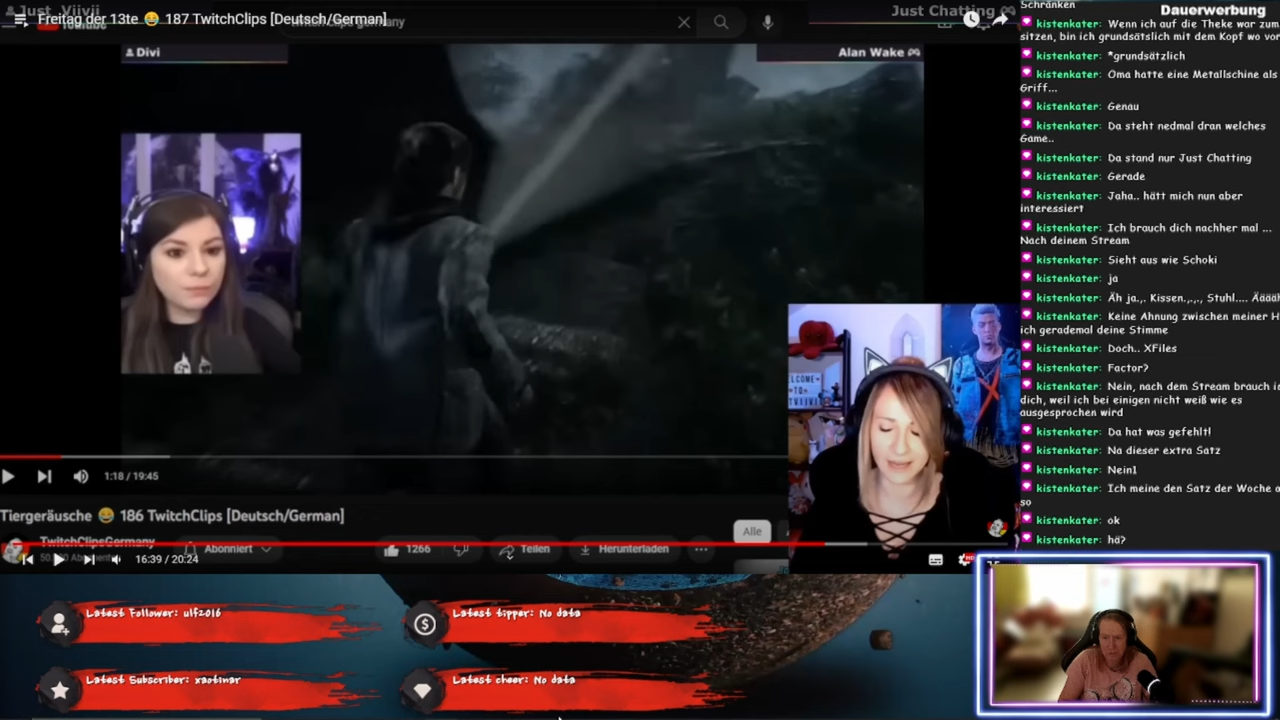 Just_Viivii
Freitag der 13te 😂 187 TwitchClips [Deutsch/German]
Just Chatting
Divi
Alan Wake
1:18 / 19:45
Tiergeräusche 😂 186 TwitchClips [Deutsch/German]
TwitchClipsGermany
Abonniert
1266
Teilen
Herunterladen
Alle
16:39 / 20:24
Latest Follower: ulfz016
Latest tipper: No data
Latest Subscriber: xaotinar
Latest cheer: No data
Schränken
Dauerwerbung
kistenkater: Wenn ich auf die Theke war zum
sitzen, bin ich grundsätslich mit dem Kopf wo vor
kistenkater: *grundsätzlich
kistenkater: Oma hatte eine Metallschine als
Griff...
kistenkater: Genau
kistenkater: Da steht nedmal dran welches
Game..
kistenkater: Da stand nur Just Chatting
kistenkater: Gerade
kistenkater: Jaha.. hätt mich nun aber
interessiert
kistenkater: Ich brauch dich nachher mal ...
Nach deinem Stream
kistenkater: Sieht aus wie Schoki
kistenkater: ja
kistenkater: Äh ja.,. Kissen.,.,., Stuhl....
kistenkater: Keine Ahnung zwischen meiner
ich gerademal deine Stimme
kistenkater: Doch.. XFiles
kistenkater: Factor?
kistenkater: Nein, nach dem Stream brauch
dich, weil ich bei einigen nicht weiß wie es
ausgesprochen wird
kistenkater: Da hat was gefehlt!
kistenkater: Na dieser extra Satz
kistenkater: Nein1
kistenkater: Ich meine den Satz der Woche
so
kistenkater: ok
kistenkater: hä?